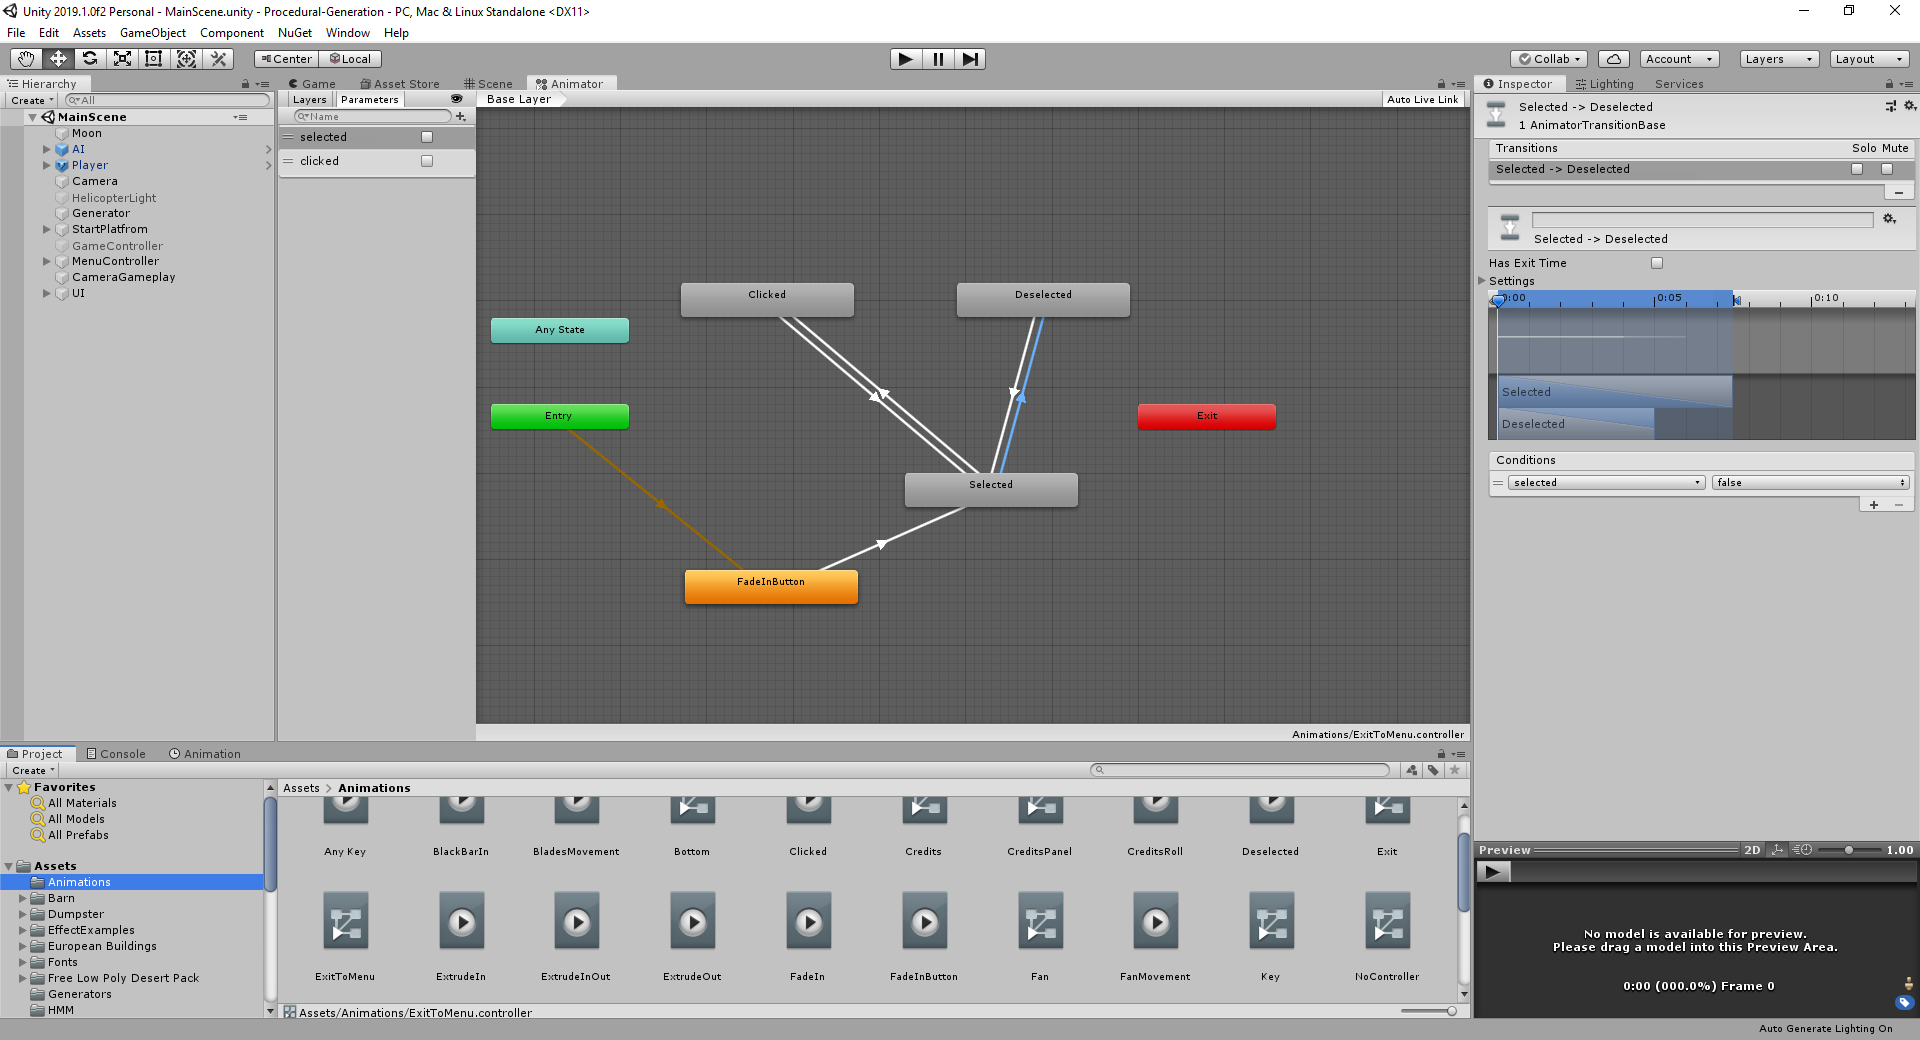 Unity 2019.1.0f2 Personal - MainScene.unity - Procedural-Generation - PC, Mac & Linux Standalone <DX11>
File Edit Assets GameObject Component NuGet Window Help
Center Local
Collab Account Layers Layout
Hierarchy
Create All
MainScene
Moon
AI
Player
Camera
HelicopterLight
Generator
StartPlatfrom
GameController
MenuController
CameraGameplay
UI
Game Asset Store Scene Animator
Layers Parameters
Base Layer
Auto Live Link
Name
selected
clicked
Clicked
Deselected
Any State
Entry
Exit
Selected
FadeInButton
Animations/ExitToMenu.controller
Inspector Lighting Services
Selected -> Deselected
1 AnimatorTransitionBase
Transitions Solo Mute
Selected -> Deselected
Selected -> Deselected
Has Exit Time
Settings
0:00 0:05 0:10
Selected
Deselected
Conditions
selected false
Preview 2D 1.00
No model is available for preview.
Please drag a model into this Preview Area.
0:00 (000.0%) Frame 0
Project Console Animation
Create
Favorites
All Materials
All Models
All Prefabs
Assets
Animations
Barn
Dumpster
EffectExamples
European Buildings
Fonts
Free Low Poly Desert Pack
Generators
HMM
Assets > Animations
Any Key BlackBarIn BladesMovement Bottom Clicked Credits CreditsPanel CreditsRoll Deselected Exit
ExitToMenu ExtrudeIn ExtrudeInOut ExtrudeOut FadeIn FadeInButton Fan FanMovement Key NoController
Assets/Animations/ExitToMenu.controller
Auto Generate Lighting On